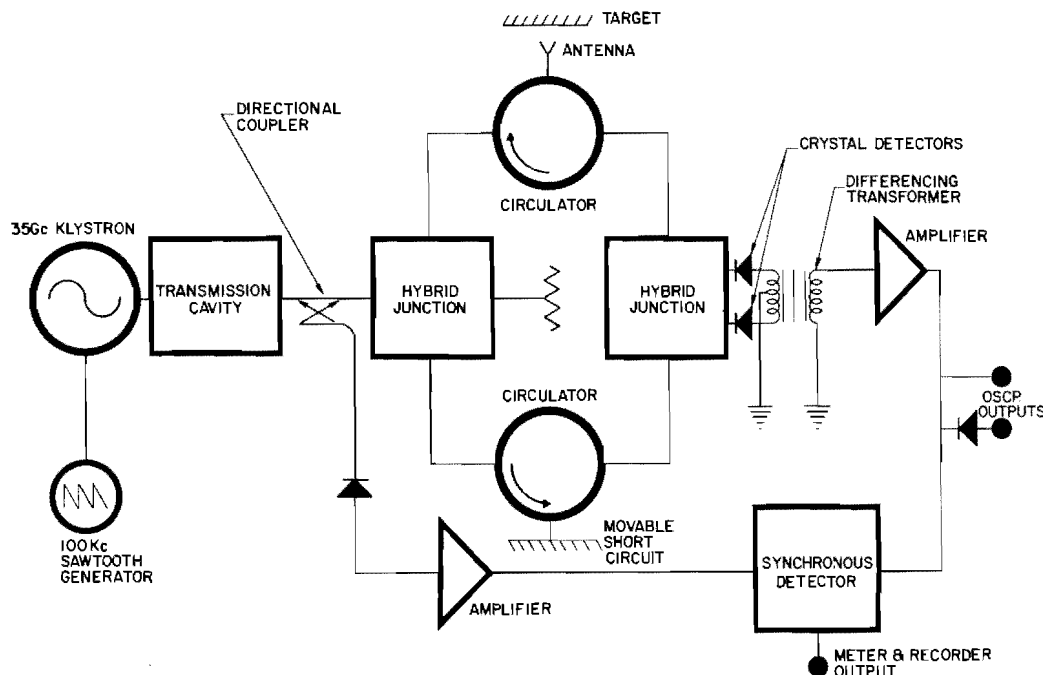 TARGET
ANTENNA
DIRECTIONAL
COUPLER
CRYSTAL DETECTORS
CIRCULATOR
DIFFERENCING
TRANSFORMER
35Gc KLYSTRON
AMPLIFIER
TRANSMISSION
CAVITY
HYBRID
JUNCTION
HYBRID
JUNCTION
CIRCULATOR
OSCP.
OUTPUTS
100Kc
SAWTOOTH
GENERATOR
MOVABLE
SHORT
CIRCUIT
SYNCHRONOUS
DETECTOR
AMPLIFIER
METER & RECORDER
OUTPUT